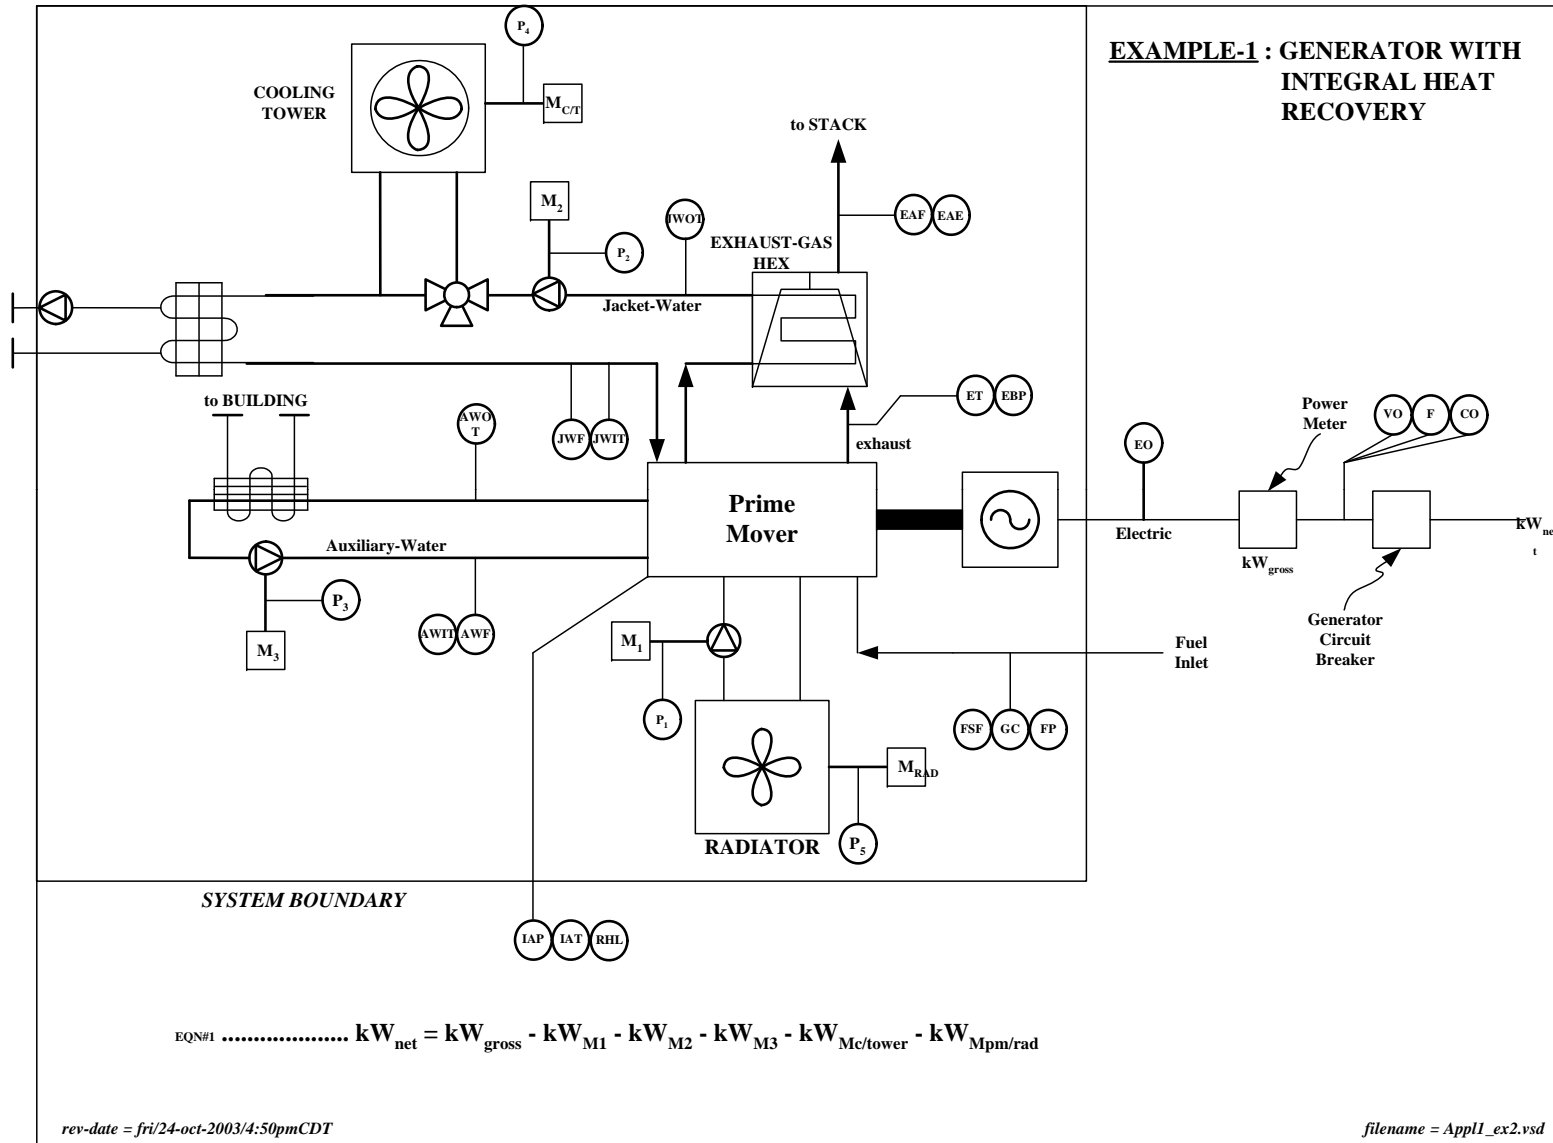 EXAMPLE-1 : GENERATOR WITH
INTEGRAL HEAT
RECOVERY
P4
COOLING
TOWER
MC/T
to STACK
M2
P2
JWOT
EAF
EAE
EXHAUST-GAS
HEX
Jacket-Water
to BUILDING
AWO
T
JWF
JWIT
ET
EBP
exhaust
Power
Meter
VO
F
CO
EO
Prime
Mover
Electric
kWgross
kWne
t
Auxiliary-Water
P3
M3
AWIT
AWF
M1
P1
Fuel
Inlet
Generator
Circuit
Breaker
FSF
GC
FP
MRAD
RADIATOR
P5
SYSTEM BOUNDARY
IAP
IAT
RHL
EQN#1 .................... kWnet = kWgross - kWM1 - kWM2 - kWM3 - kWMc/tower - kWMpm/rad
rev-date = fri/24-oct-2003/4:50pmCDT
filename = Appl1_ex2.vsd